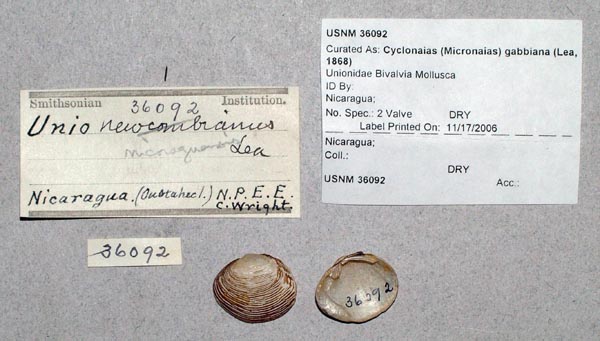 Smithsonian 36092 Institution.
Unio newcombianus
Lea
Nicaragua. (Oustahecl.) N.P.E.E.
C. Wright.
36092
USNM 36092
Curated As: Cyclonaias (Micronaias) gabbiana (Lea,
1868)
Unionidae Bivalvia Mollusca
ID By:
Nicaragua;
No. Spec.: 2 Valve DRY
Label Printed On: 11/17/2006
Nicaragua;
Coll.:
DRY
USNM 36092 Acc.:
36092